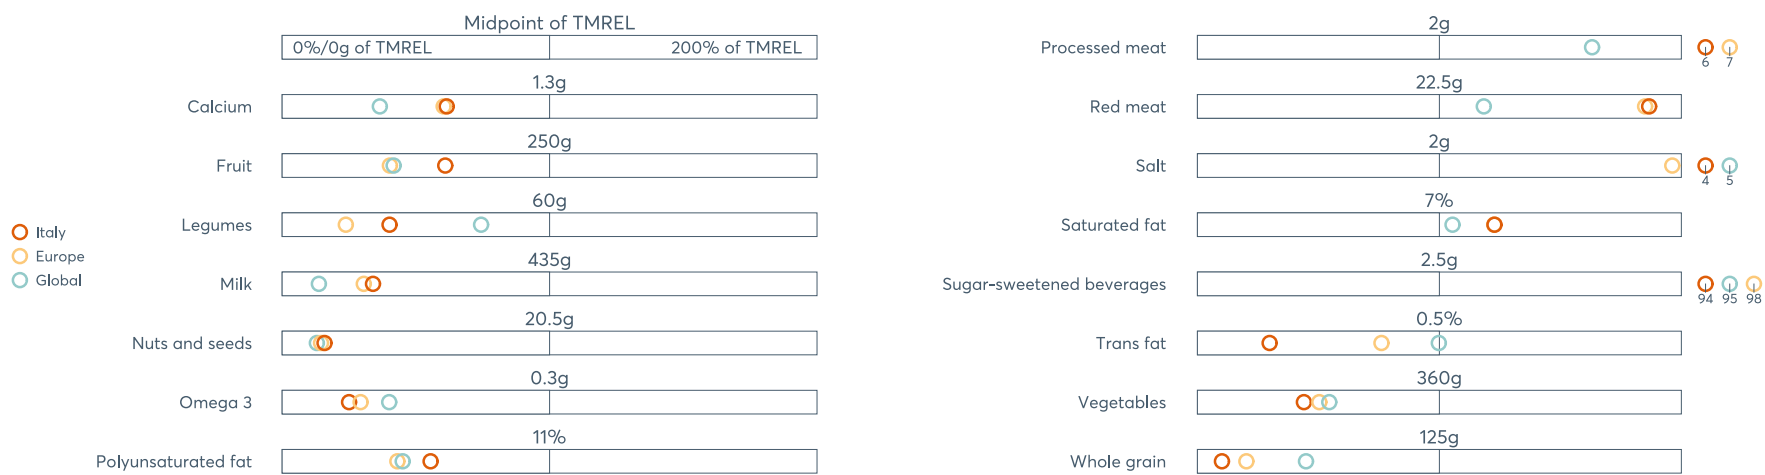 Midpoint of TMREL
0%/0g of TMREL 200% of TMREL
1.3g
Calcium
250g
Fruit
60g
Legumes
435g
Milk
20.5g
Nuts and seeds
0.3g
Omega 3
11%
Polyunsaturated fat
Italy
Europe
Global
2g
Processed meat
6 7
22.5g
Red meat
2g
Salt
4 5
7%
Saturated fat
2.5g
Sugar-sweetened beverages
94 95 98
0.5%
Trans fat
360g
Vegetables
125g
Whole grain